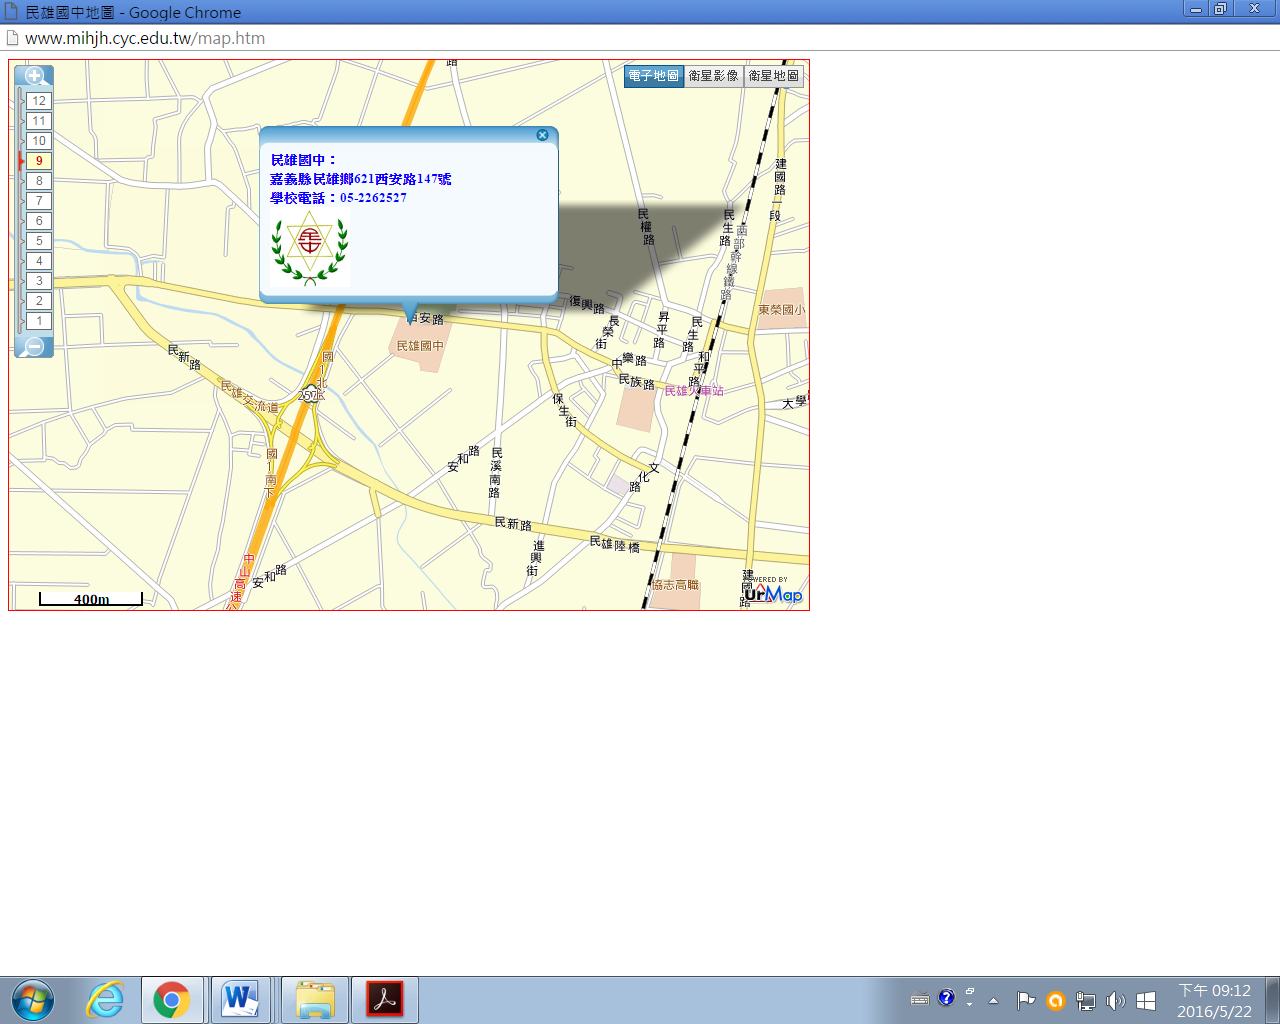 民雄國中地圖 - Google Chrome
www.mihjh.cyc.edu.tw/map.htm
電子地圖
衛星影像
衛星地圖
12
11
10
9
8
7
6
5
4
3
2
1
民雄國中：
嘉義縣民雄鄉621西安路147號
學校電話：05-2262527
路
建國路一段
民權路
民生路
西部幹線鐵路
復興路
長榮街
昇平路
民生路
東榮國小
西安路
民雄國中
中樂路
和平路
民族路
民雄火車站
大學
民新路
國1北
民雄交流道
保生街
國1南下
安和路
民溪南路
文化路
民新路
民雄陸橋
進興街
中山高速
安和路
協志高職
建國路
400m
POWERED BY
UrMap
下午 09:12
2016/5/22